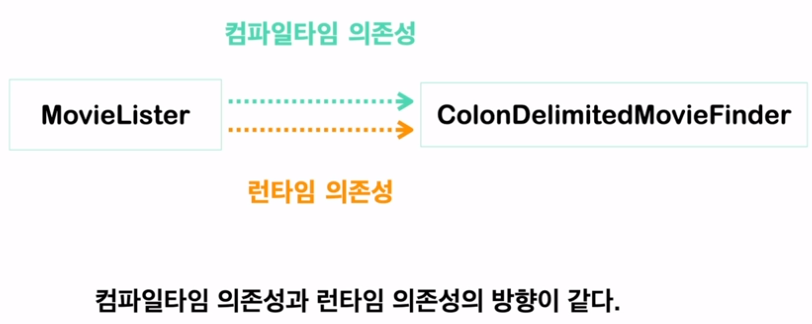 컴파일타임 의존성
MovieLister
ColonDelimitedMovieFinder
런타임 의존성
컴파일타임 의존성과 런타임 의존성의 방향이 같다.